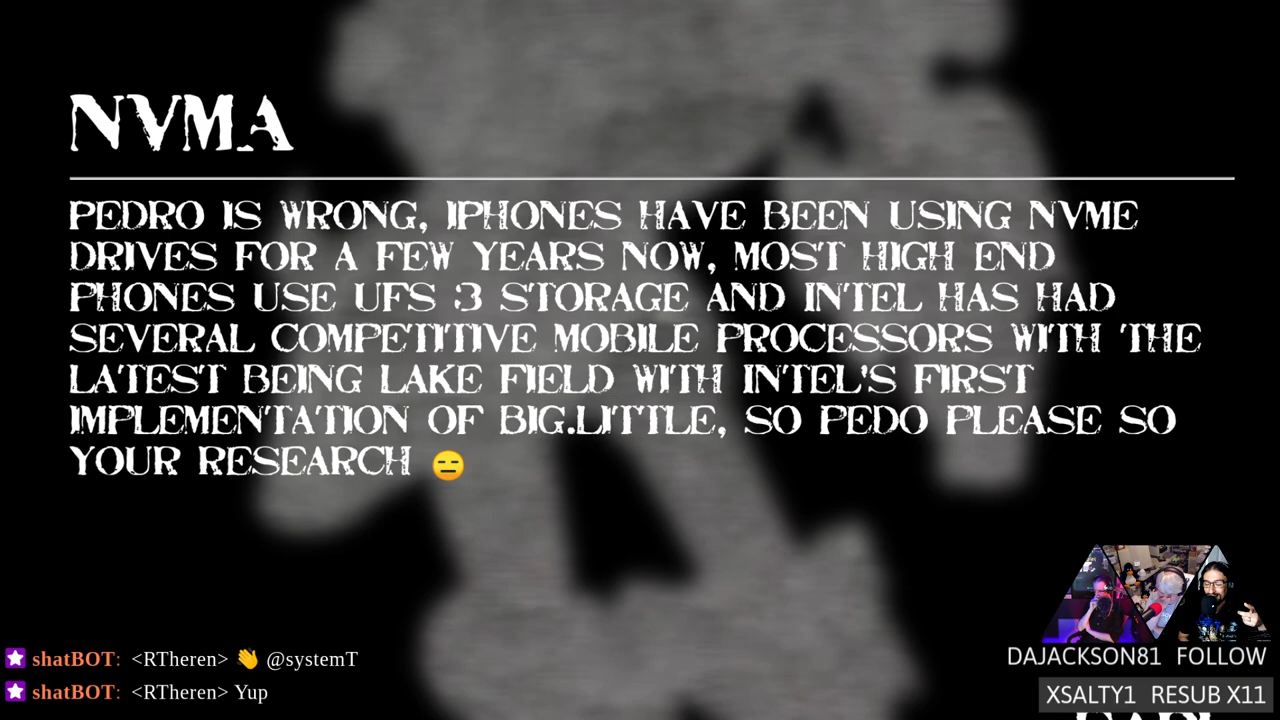 NVMA
PEDRO IS WRONG, IPHONES HAVE BEEN USING NVME
DRIVES FOR A FEW YEARS NOW, MOST HIGH END
PHONES USE UFS :3 STORAGE AND INTEL HAS HAD
SEVERAL COMPETITIVE MOBILE PROCESSORS WITH THE
LATEST BEING LAKE FIELD WITH INTEL'S FIRST
IMPLEMENTATION OF BIG.LITTLE, SO PEDO PLEASE SO
YOUR RESEARCH 😑
shatBOT: <RTheren> 👋 @systemT
shatBOT: <RTheren> Yup
DAJACKSON81 FOLLOW
XSALTY1 RESUB X11